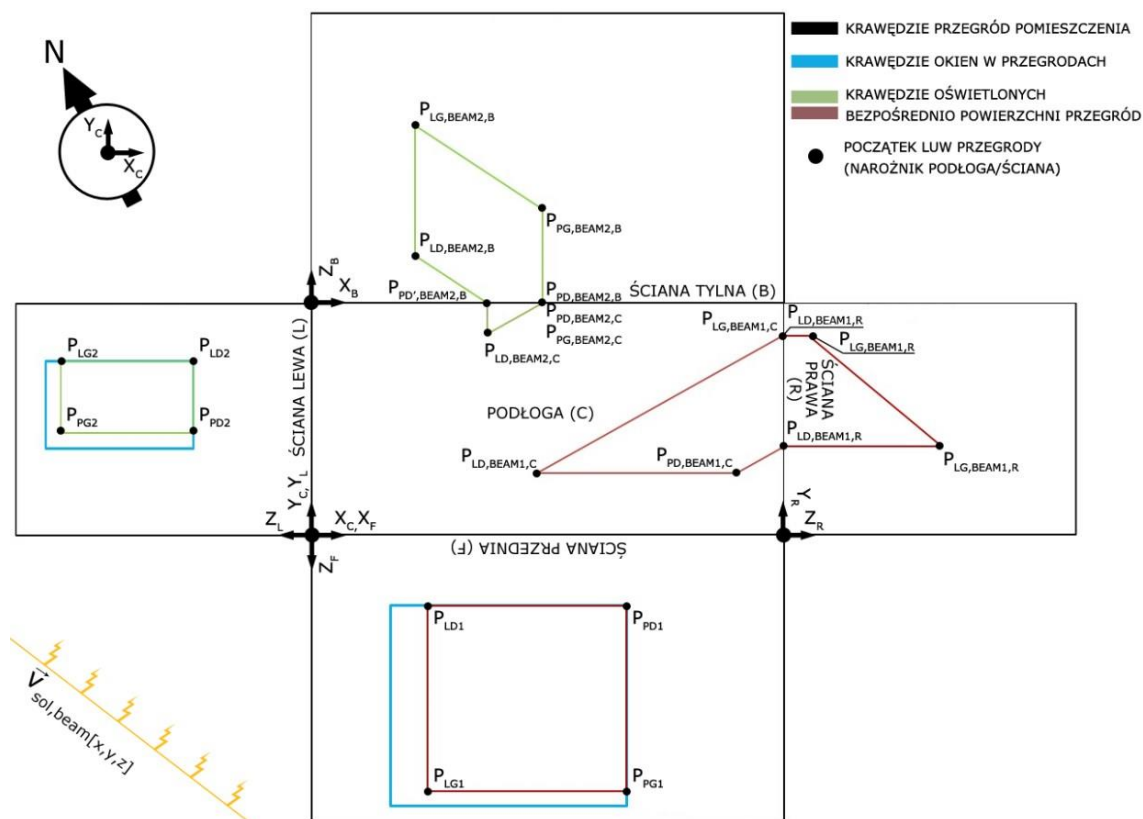 N
Y_C
X_C
KRAWĘDZIE PRZEGRÓD POMIESZCZENIA
KRAWĘDZIE OKIEN W PRZEGRODACH
KRAWĘDZIE OŚWIETLONYCH
BEZPOŚREDNIO POWIERZCHNI PRZEGRÓD
POCZĄTEK LUW PRZEGRODY
(NAROŻNIK PODŁOGA/ŚCIANA)
P_LG,BEAM2,B
P_PG,BEAM2,B
P_LD,BEAM2,B
Z_B
X_B
P_PD',BEAM2,B
P_PD,BEAM2,B
ŚCIANA TYLNA (B)
P_PD,BEAM2,C
P_PG,BEAM2,C
P_LD,BEAM2,C
P_LG,BEAM1,C
P_LD,BEAM1,R
P_LG,BEAM1,R
P_LG2
P_LD2
P_PG2
P_PD2
ŚCIANA LEWA (L)
PODŁOGA (C)
ŚCIANA
PRAWA
(R)
P_LD,BEAM1,R
P_LG,BEAM1,R
P_LD,BEAM1,C
P_PD,BEAM1,C
Y_C,Y_L
Z_L
X_C,X_F
Z_F
ŚCIANA PRZEDNIA (F)
Y_R
Z_R
P_LD1
P_PD1
P_LG1
P_PG1
V⃗
sol,beam[x,y,z]